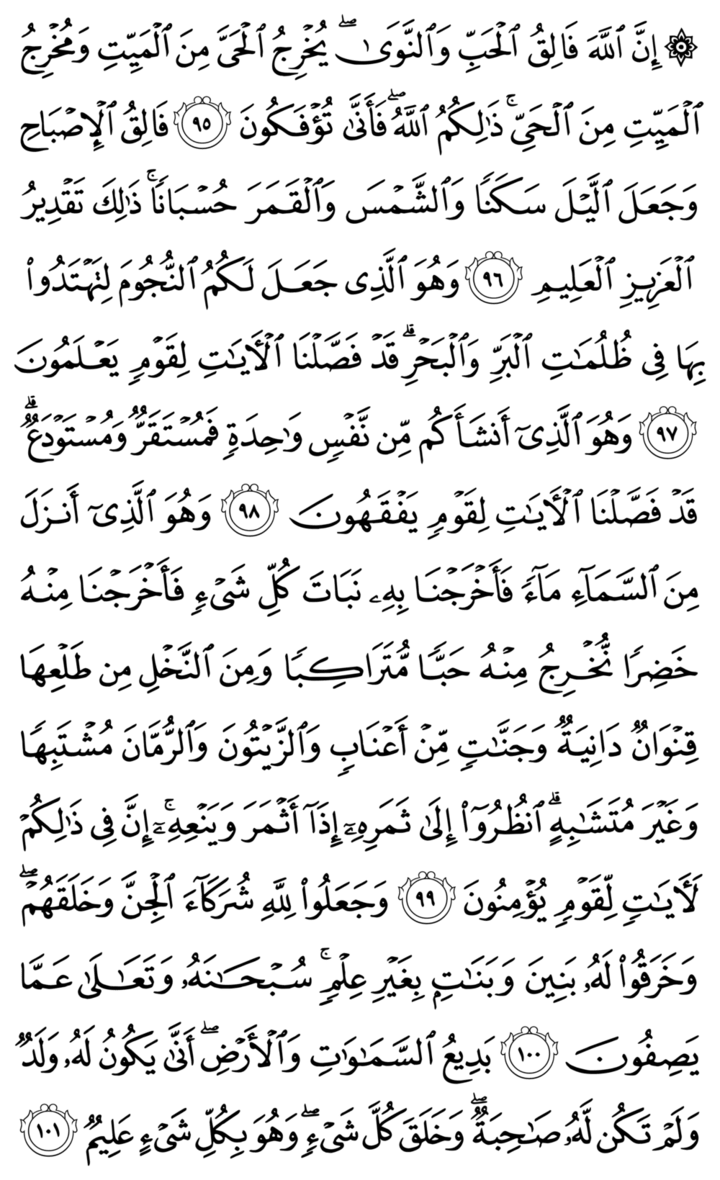 ۞ إِنَّ ٱللَّهَ فَالِقُ ٱلْحَبِّ وَٱلنَّوَىٰ ۖ يُخْرِجُ ٱلْحَىَّ مِنَ ٱلْمَيِّتِ وَمُخْرِجُ
ٱلْمَيِّتِ مِنَ ٱلْحَىِّ ۚ ذَٰلِكُمُ ٱللَّهُ ۖ فَأَنَّىٰ تُؤْفَكُونَ ٩٥ فَالِقُ ٱلْإِصْبَاحِ
وَجَعَلَ ٱلَّيْلَ سَكَنًا وَٱلشَّمْسَ وَٱلْقَمَرَ حُسْبَانًا ۚ ذَٰلِكَ تَقْدِيرُ
ٱلْعَزِيزِ ٱلْعَلِيمِ ٩٦ وَهُوَ ٱلَّذِى جَعَلَ لَكُمُ ٱلنُّجُومَ لِتَهْتَدُوا۟
بِهَا فِى ظُلُمَٰتِ ٱلْبَرِّ وَٱلْبَحْرِ ۗ قَدْ فَصَّلْنَا ٱلْـَٔايَٰتِ لِقَوْمٍ يَعْلَمُونَ
٩٧ وَهُوَ ٱلَّذِىٓ أَنشَأَكُم مِّن نَّفْسٍ وَٰحِدَةٍ فَمُسْتَقَرٌّ وَمُسْتَوْدَعٌ ۗ
قَدْ فَصَّلْنَا ٱلْـَٔايَٰتِ لِقَوْمٍ يَفْقَهُونَ ٩٨ وَهُوَ ٱلَّذِىٓ أَنزَلَ
مِنَ ٱلسَّمَآءِ مَآءً فَأَخْرَجْنَا بِهِۦ نَبَاتَ كُلِّ شَىْءٍ فَأَخْرَجْنَا مِنْهُ
خَضِرًا نُّخْرِجُ مِنْهُ حَبًّا مُّتَرَاكِبًا وَمِنَ ٱلنَّخْلِ مِن طَلْعِهَا
قِنْوَانٌ دَانِيَةٌ وَجَنَّٰتٍ مِّنْ أَعْنَابٍ وَٱلزَّيْتُونَ وَٱلرُّمَّانَ مُشْتَبِهًا
وَغَيْرَ مُتَشَٰبِهٍ ۗ ٱنظُرُوٓا۟ إِلَىٰ ثَمَرِهِۦٓ إِذَآ أَثْمَرَ وَيَنْعِهِۦٓ ۚ إِنَّ فِى ذَٰلِكُمْ
لَـَٔايَٰتٍ لِّقَوْمٍ يُؤْمِنُونَ ٩٩ وَجَعَلُوا۟ لِلَّهِ شُرَكَآءَ ٱلْجِنَّ وَخَلَقَهُمْ ۖ
وَخَرَقُوا۟ لَهُۥ بَنِينَ وَبَنَٰتٍۭ بِغَيْرِ عِلْمٍ ۚ سُبْحَٰنَهُۥ وَتَعَٰلَىٰ عَمَّا
يَصِفُونَ ١٠٠ بَدِيعُ ٱلسَّمَٰوَٰتِ وَٱلْأَرْضِ ۖ أَنَّىٰ يَكُونُ لَهُۥ وَلَدٌ
وَلَمْ تَكُن لَّهُۥ صَٰحِبَةٌ ۖ وَخَلَقَ كُلَّ شَىْءٍ ۖ وَهُوَ بِكُلِّ شَىْءٍ عَلِيمٌ ١٠١